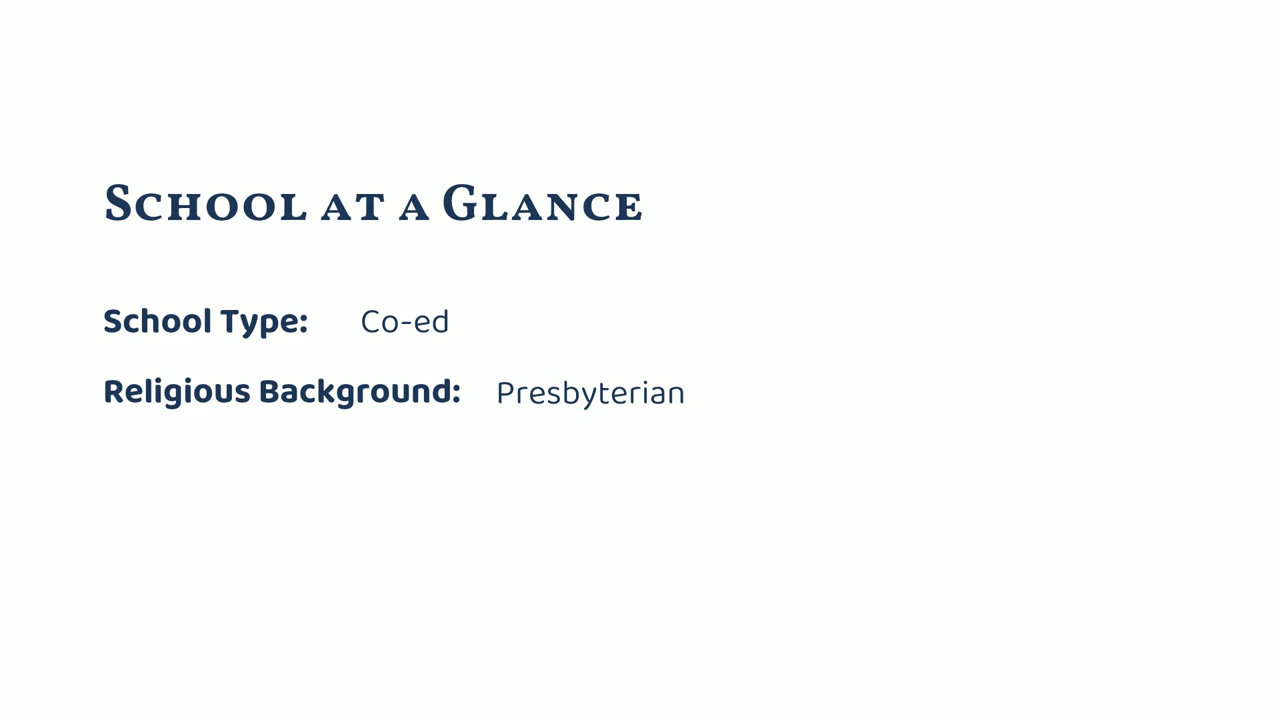 School at a Glance
School Type: Co-ed
Religious Background: Presbyterian